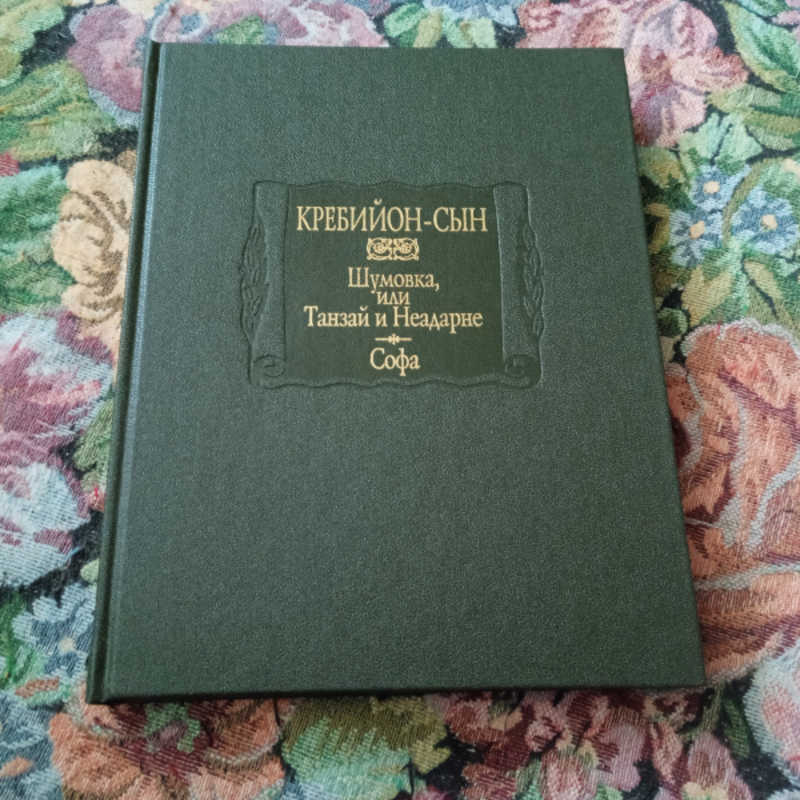 КРЕБИЙОН-СЫН
Шумовка,
или
Танзай и Неадарне
Софа